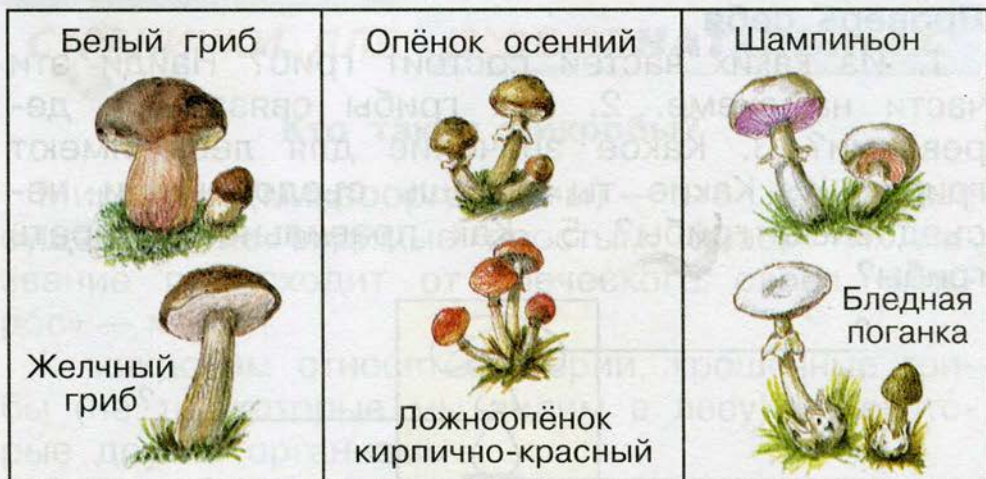 Белый гриб
Опёнок осенний
Шампиньон
Желчный
гриб
Ложноопёнок
кирпично-красный
Бледная
поганка